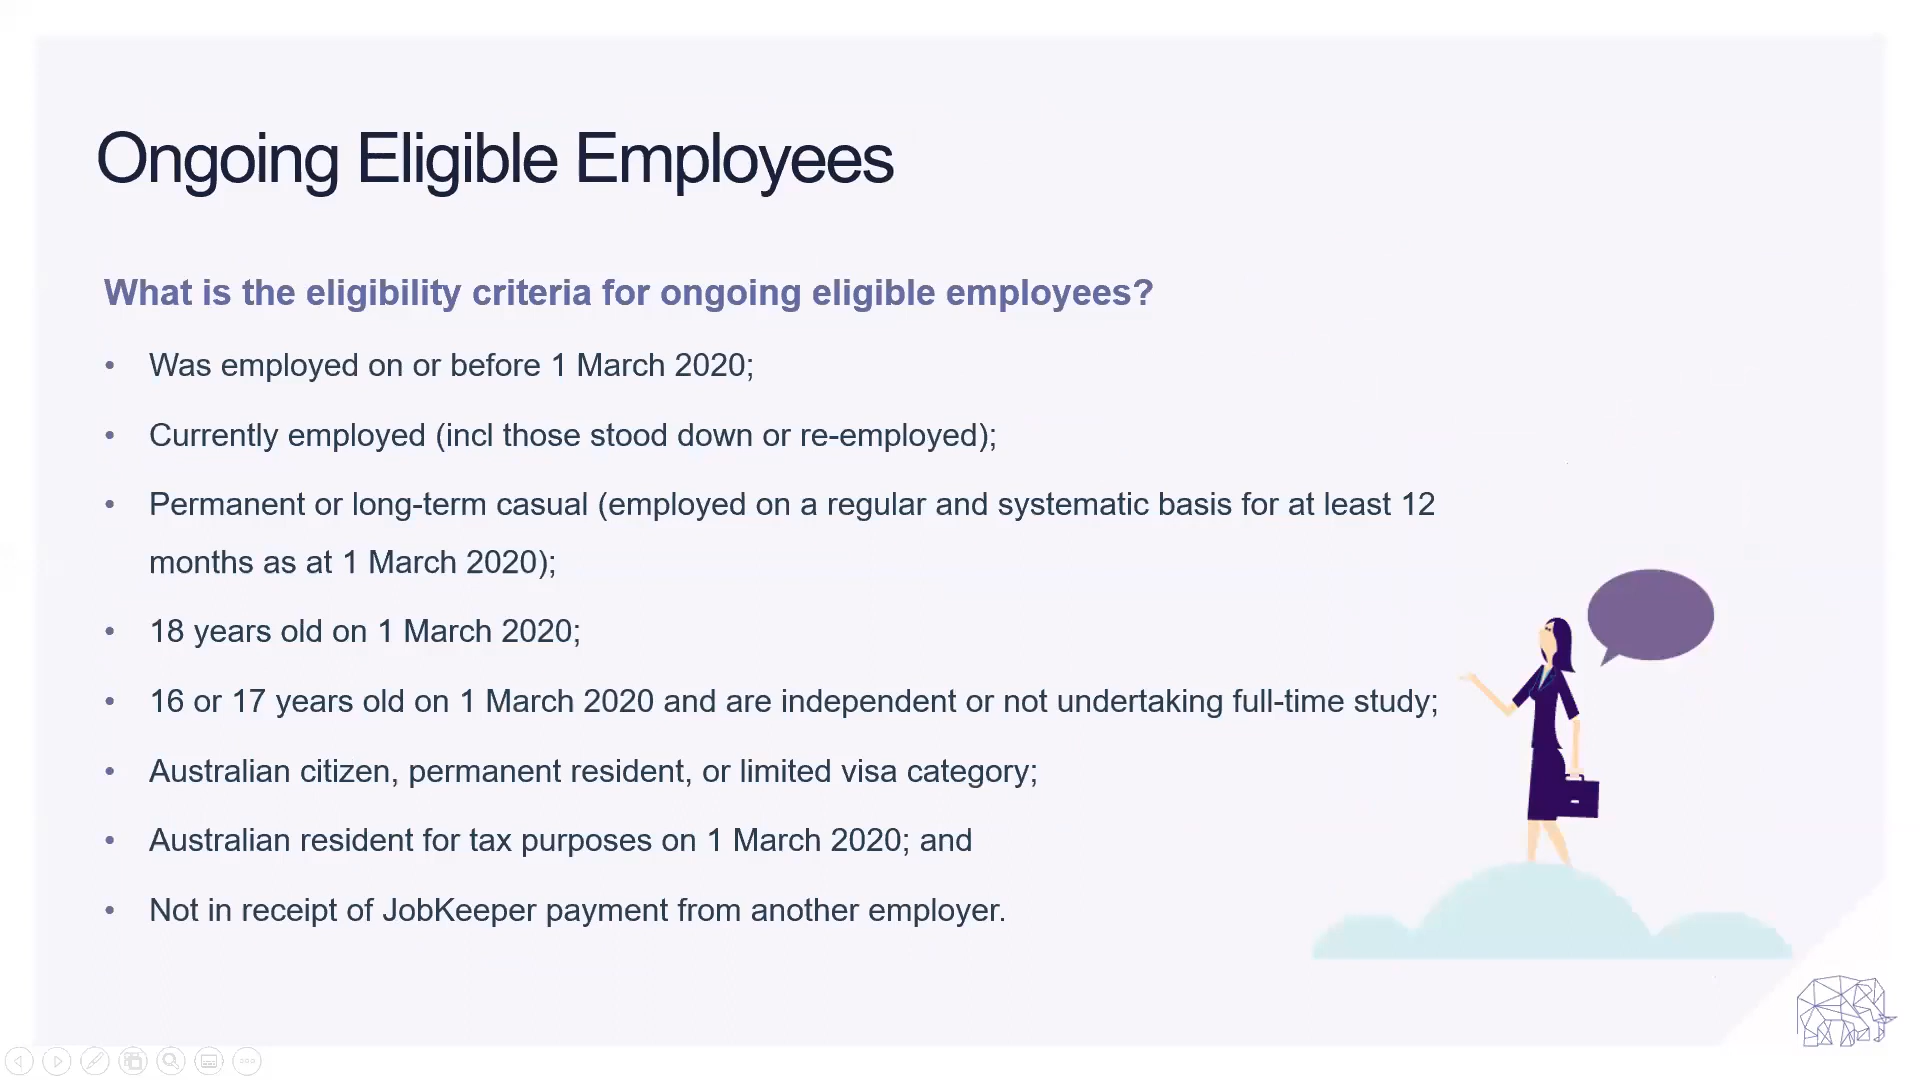 Ongoing Eligible Employees
What is the eligibility criteria for ongoing eligible employees?
• Was employed on or before 1 March 2020;
• Currently employed (incl those stood down or re-employed);
• Permanent or long-term casual (employed on a regular and systematic basis for at least 12
months as at 1 March 2020);
• 18 years old on 1 March 2020;
• 16 or 17 years old on 1 March 2020 and are independent or not undertaking full-time study;
• Australian citizen, permanent resident, or limited visa category;
• Australian resident for tax purposes on 1 March 2020; and
• Not in receipt of JobKeeper payment from another employer.